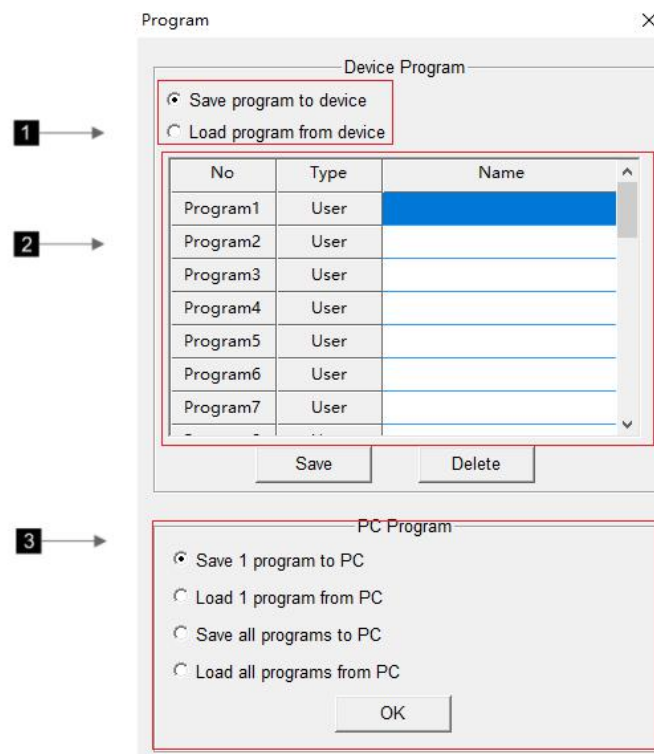 Program
Device Program
Save program to device
1
Load program from device
No Type Name
Program1 User
2
Program2 User
Program3 User
Program4 User
Program5 User
Program6 User
Program7 User
Save Delete
3
PC Program
Save 1 program to PC
Load 1 program from PC
Save all programs to PC
Load all programs from PC
OK